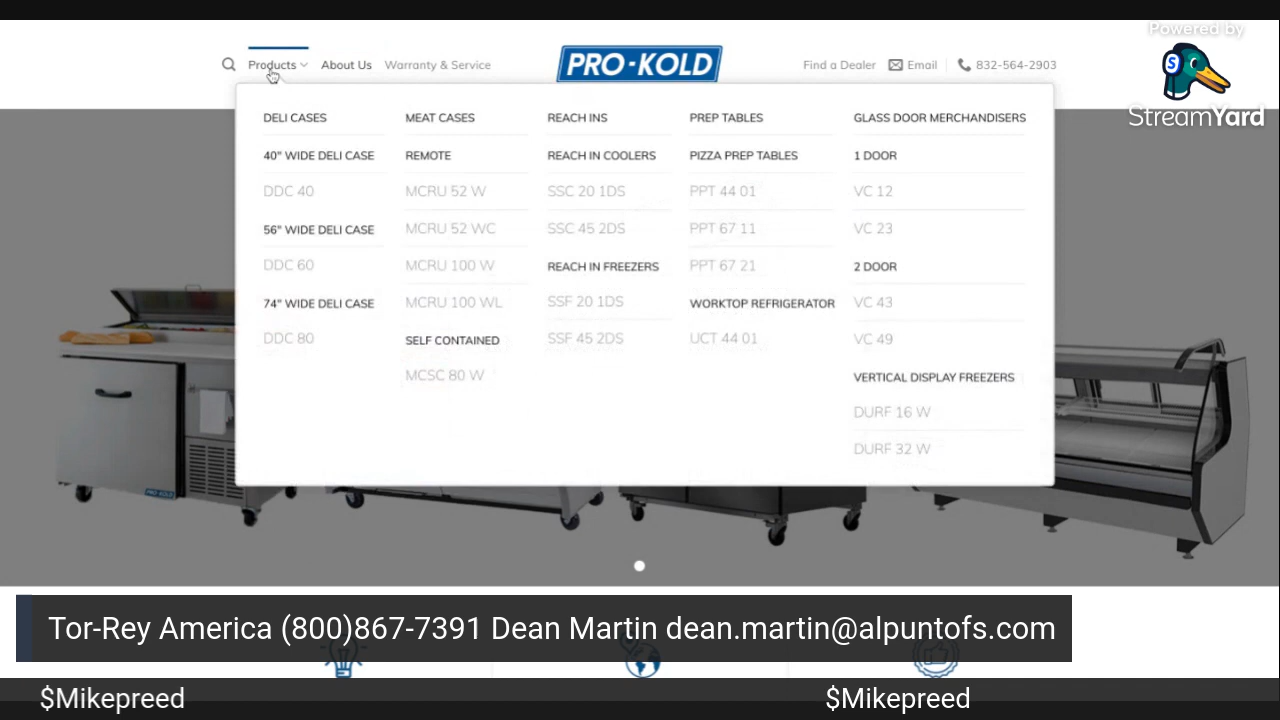 Powered by
StreamYard
Products
About Us
Warranty & Service
PRO-KOLD
Find a Dealer
Email
832-564-2903
DELI CASES
40" WIDE DELI CASE
DDC 40
56" WIDE DELI CASE
DDC 60
74" WIDE DELI CASE
DDC 80
MEAT CASES
REMOTE
MCRU 52 W
MCRU 52 WC
MCRU 100 W
MCRU 100 WL
SELF CONTAINED
MCSC 80 W
REACH INS
REACH IN COOLERS
SSC 20 1DS
SSC 45 2DS
REACH IN FREEZERS
SSF 20 1DS
SSF 45 2DS
PREP TABLES
PIZZA PREP TABLES
PPT 44 01
PPT 67 11
PPT 67 21
WORKTOP REFRIGERATOR
UCT 44 01
GLASS DOOR MERCHANDISERS
1 DOOR
VC 12
VC 23
2 DOOR
VC 43
VC 49
VERTICAL DISPLAY FREEZERS
DURF 16 W
DURF 32 W
PRO-KOLD
Tor-Rey America (800)867-7391 Dean Martin dean.martin@alpuntofs.com
$Mikepreed
$Mikepreed